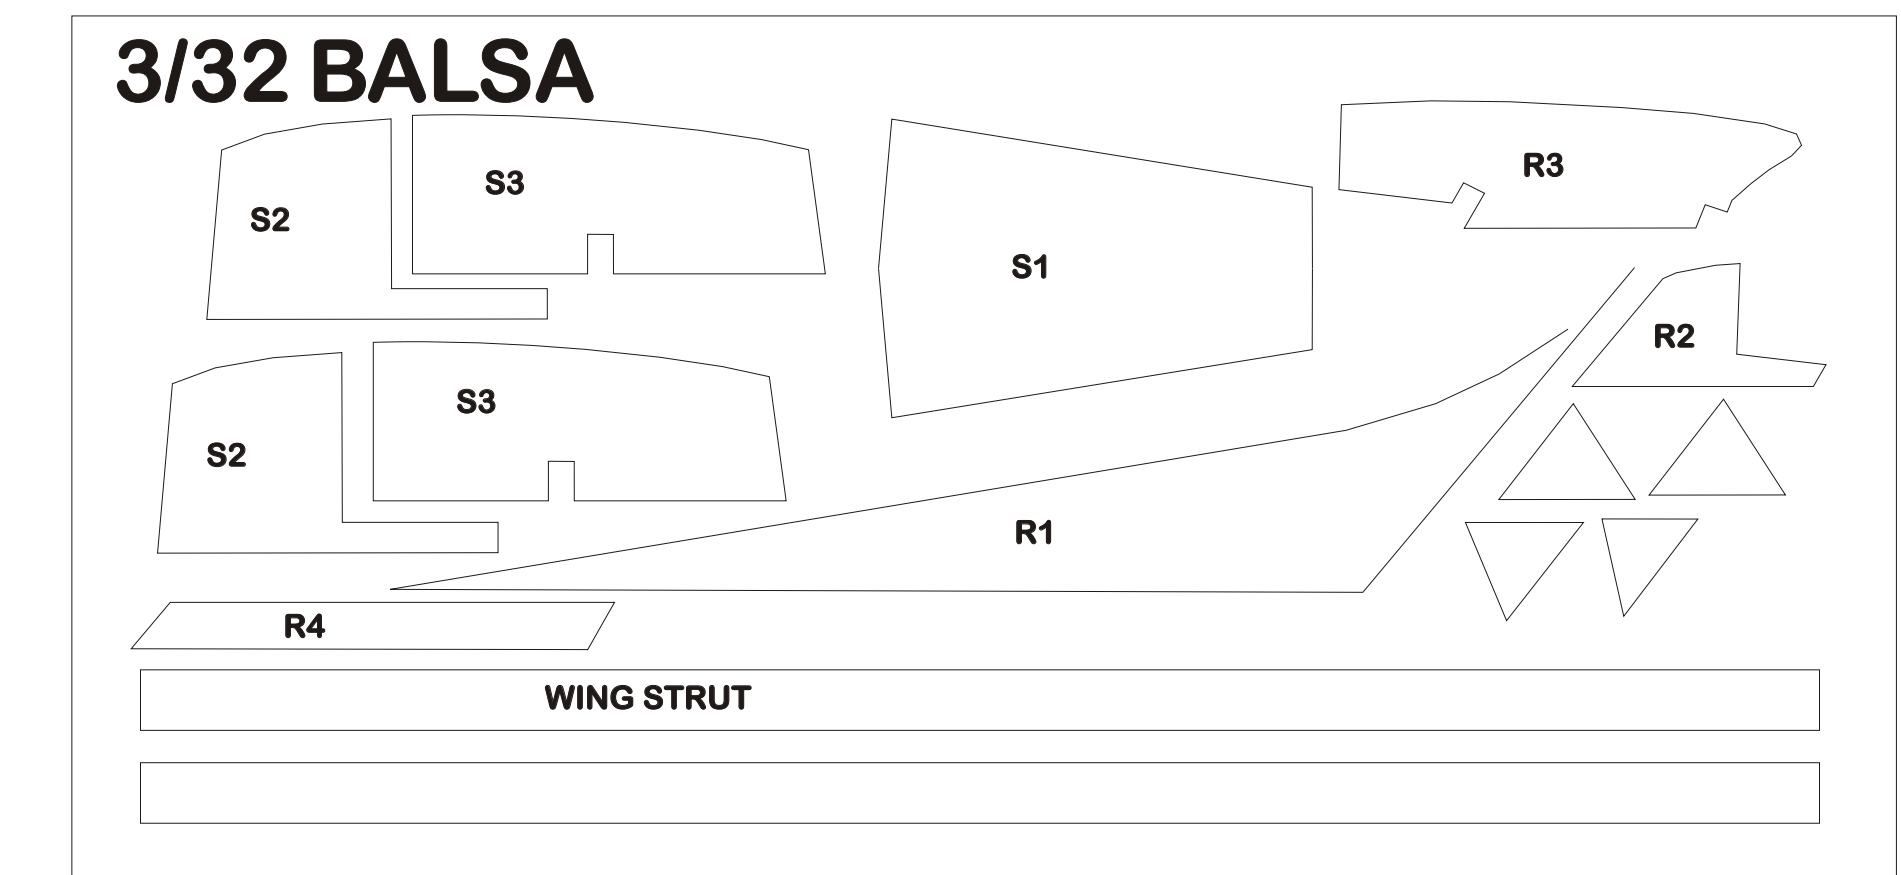 3/32 BALSA
S2
S3
S1
R3
R2
S2
S3
R1
R4
WING STRUT